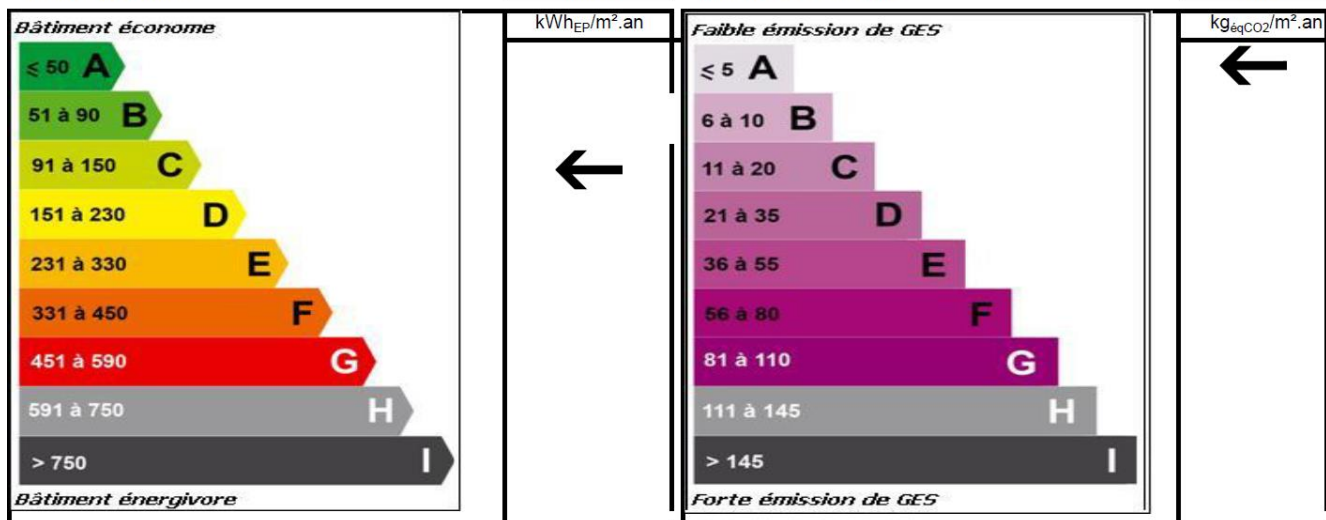 Bâtiment économe
≤ 50 A
51 à 90 B
91 à 150 C
151 à 230 D
231 à 330 E
331 à 450 F
451 à 590 G
591 à 750 H
> 750 I
Bâtiment énergivore
kWhEP/m².an
Faible émission de GES
≤ 5 A
6 à 10 B
11 à 20 C
21 à 35 D
36 à 55 E
56 à 80 F
81 à 110 G
111 à 145 H
> 145 I
Forte émission de GES
kgéqCO2/m².an